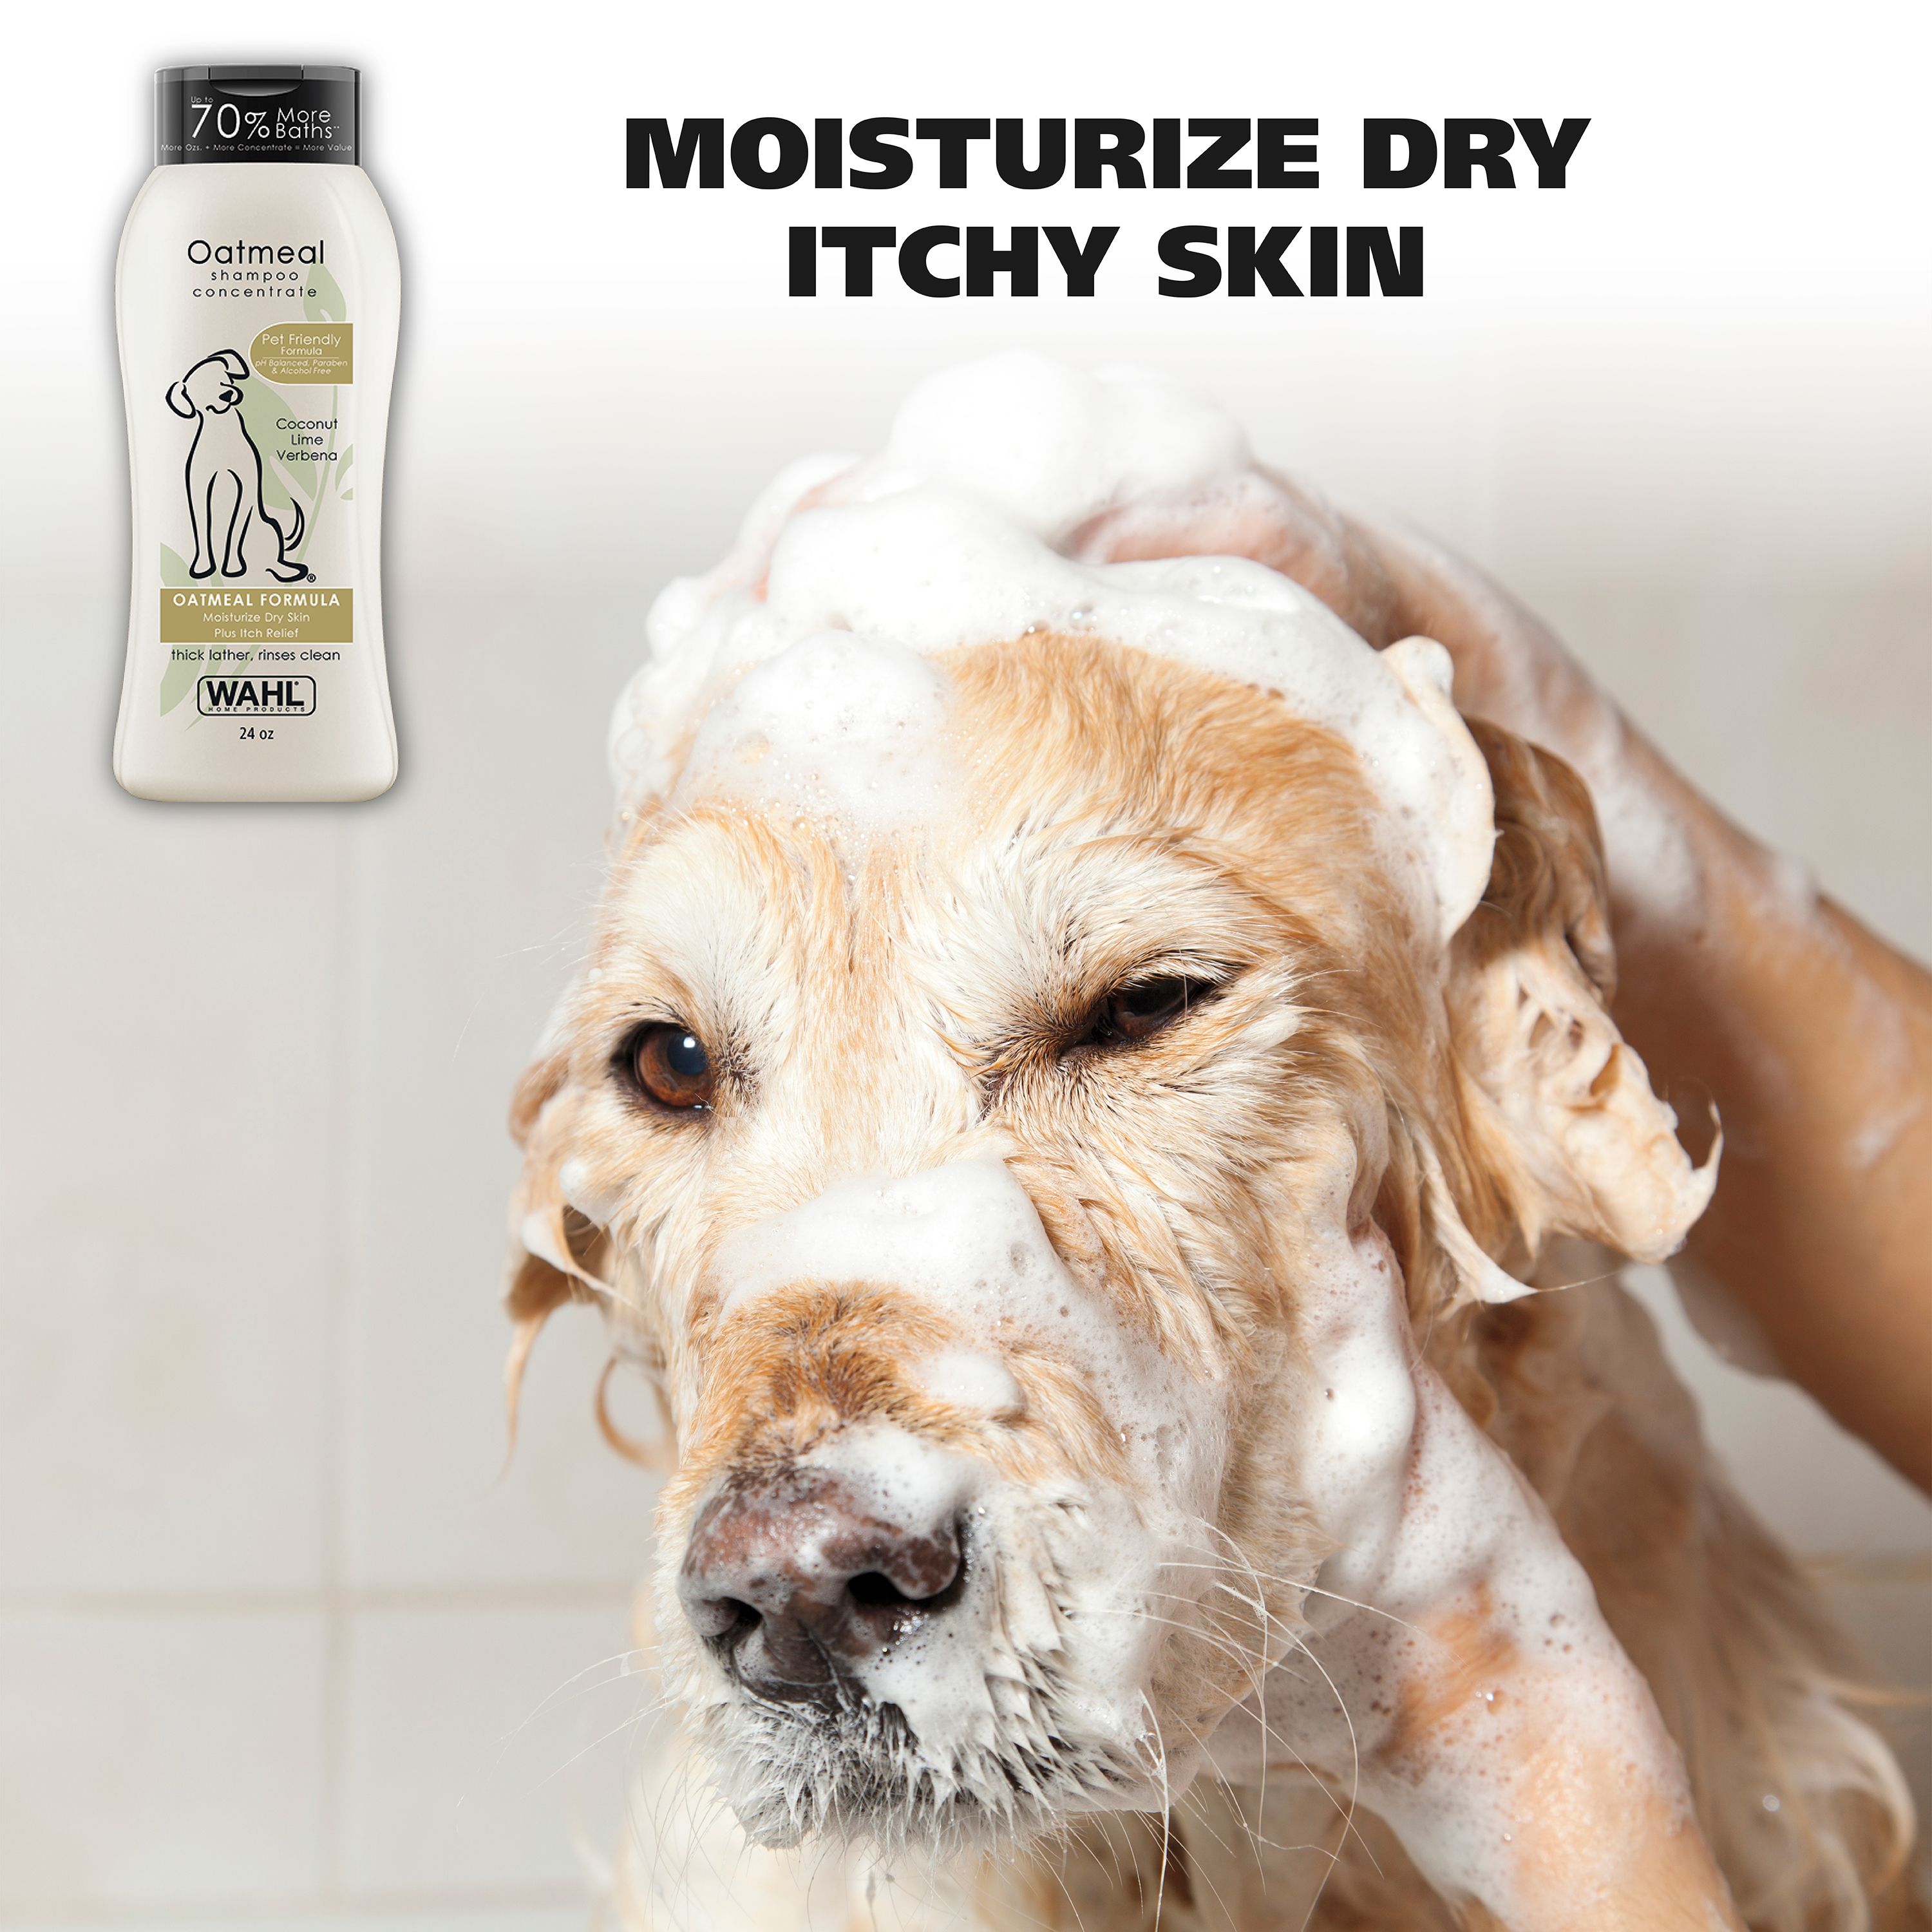 Up to
70% More
Baths**
More Ozs. + More Concentrate = More Value
MOISTURIZE DRY
ITCHY SKIN
Oatmeal
shampoo
concentrate
Pet Friendly
Formula
pH Balanced, Paraben
& Alcohol Free
Coconut
Lime
Verbena
®
OATMEAL FORMULA
Moisturize Dry Skin
Plus Itch Relief
thick lather, rinses clean
WAHL®
HOME PRODUCTS
24 oz